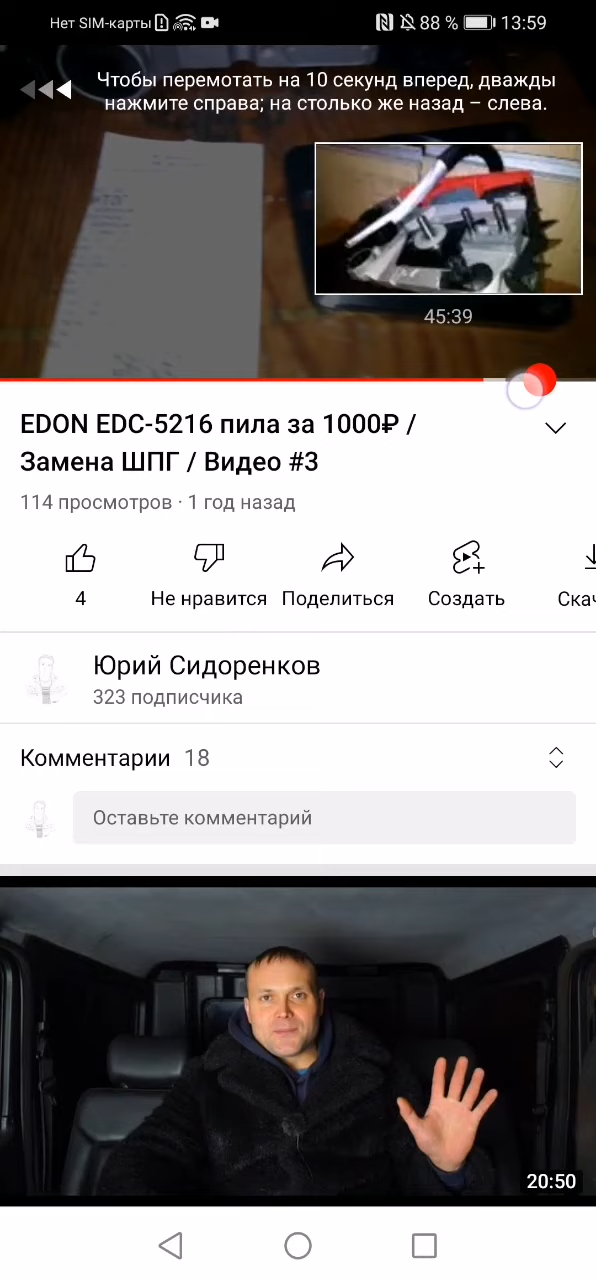 Нет SIM-карты 88 % 13:59
Чтобы перемотать на 10 секунд вперед, дважды
нажмите справа; на столько же назад – слева.
45:39
EDON EDC-5216 пила за 1000₽ /
Замена ШПГ / Видео #3
114 просмотров · 1 год назад
4 Не нравится Поделиться Создать Скач
Юрий Сидоренков
323 подписчика
Комментарии 18
Оставьте комментарий
20:50